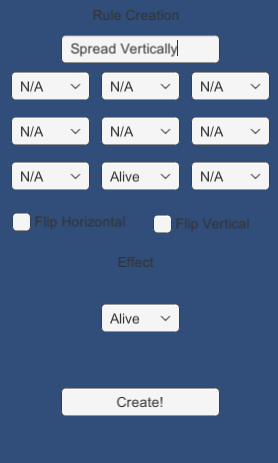 Rule Creation
Spread Vertically
N/A N/A N/A
N/A N/A N/A
N/A Alive N/A
Flip Horizontal Flip Vertical
Effect
Alive
Create!